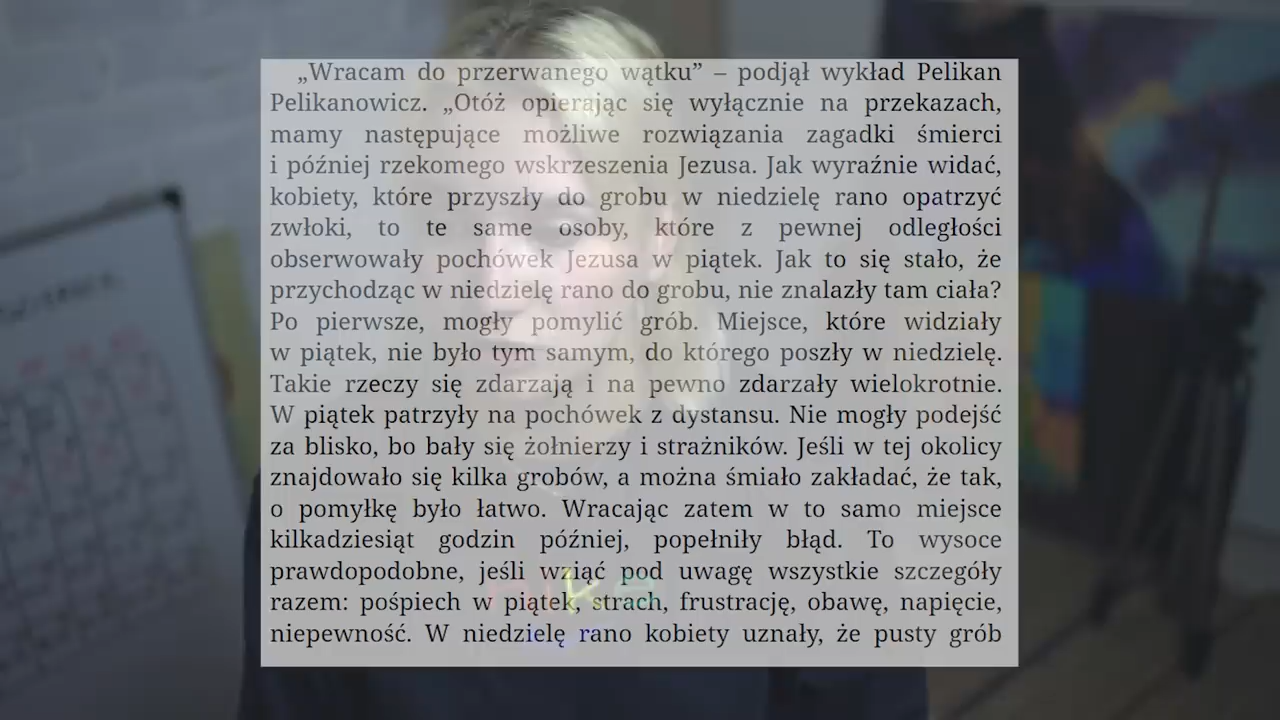 „Wracam do przerwanego wątku” – podjął wykład Pelikan
Pelikanowicz. „Otóż opierając się wyłącznie na przekazach,
mamy następujące możliwe rozwiązania zagadki śmierci
i później rzekomego wskrzeszenia Jezusa. Jak wyraźnie widać,
kobiety, które przyszły do grobu w niedzielę rano opatrzyć
zwłoki, to te same osoby, które z pewnej odległości
obserwowały pochówek Jezusa w piątek. Jak to się stało, że
przychodząc w niedzielę rano do grobu, nie znalazły tam ciała?
Po pierwsze, mogły pomylić grób. Miejsce, które widziały
w piątek, nie było tym samym, do którego poszły w niedzielę.
Takie rzeczy się zdarzają i na pewno zdarzały wielokrotnie.
W piątek patrzyły na pochówek z dystansu. Nie mogły podejść
za blisko, bo bały się żołnierzy i strażników. Jeśli w tej okolicy
znajdowało się kilka grobów, a można śmiało zakładać, że tak,
o pomyłkę było łatwo. Wracając zatem w to samo miejsce
kilkadziesiąt godzin później, popełniły błąd. To wysoce
prawdopodobne, jeśli wziąć pod uwagę wszystkie szczegóły
razem: pośpiech w piątek, strach, frustrację, obawę, napięcie,
niepewność. W niedzielę rano kobiety uznały, że pusty grób